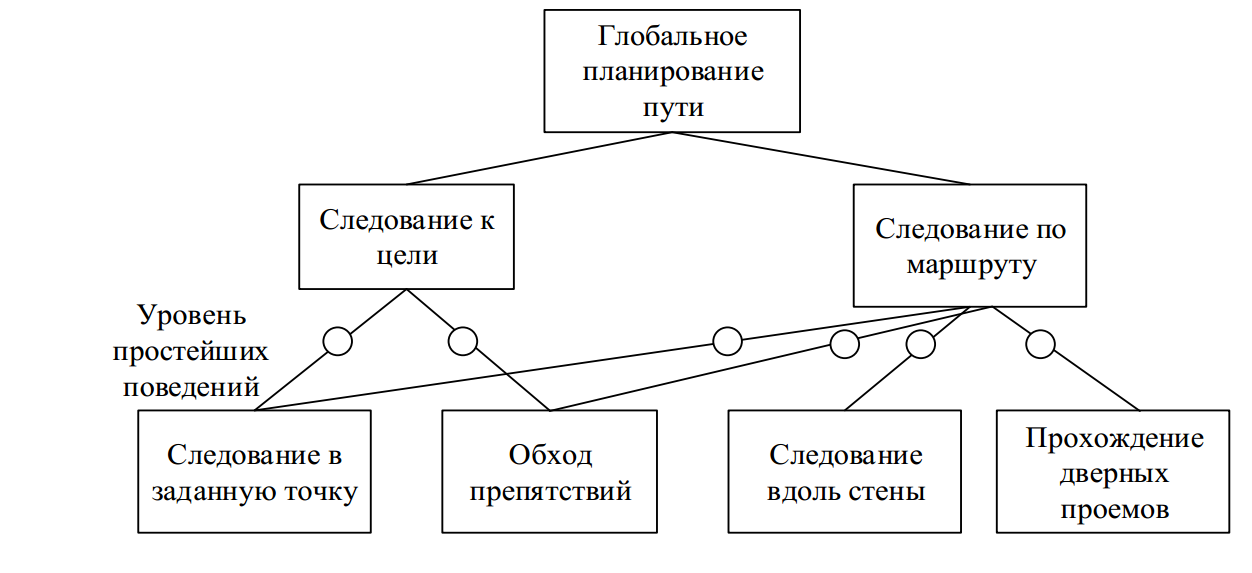 Глобальное
планирование
пути
Следование к
цели
Следование по
маршруту
Уровень
простейших
поведений
Следование в
заданную точку
Обход
препятствий
Следование
вдоль стены
Прохождение
дверных
проемов